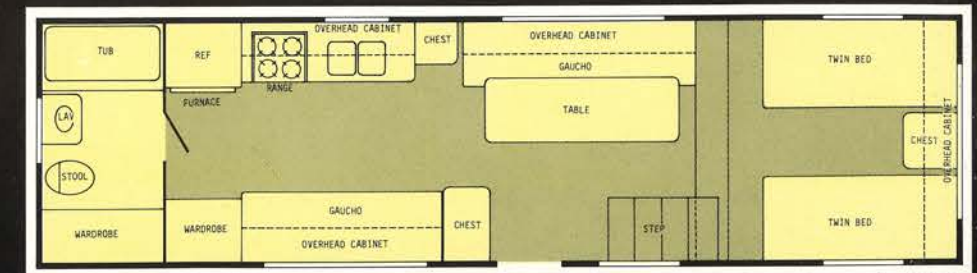 TUB
REF
OVERHEAD CABINET
CHEST
RANGE
FURNACE
LAV
STOOL
WARDROBE
WARDROBE
GAUCHO
OVERHEAD CABINET
CHEST
OVERHEAD CABINET
GAUCHO
TABLE
STEP
TWIN BED
CHEST
OVERHEAD CABINET
TWIN BED